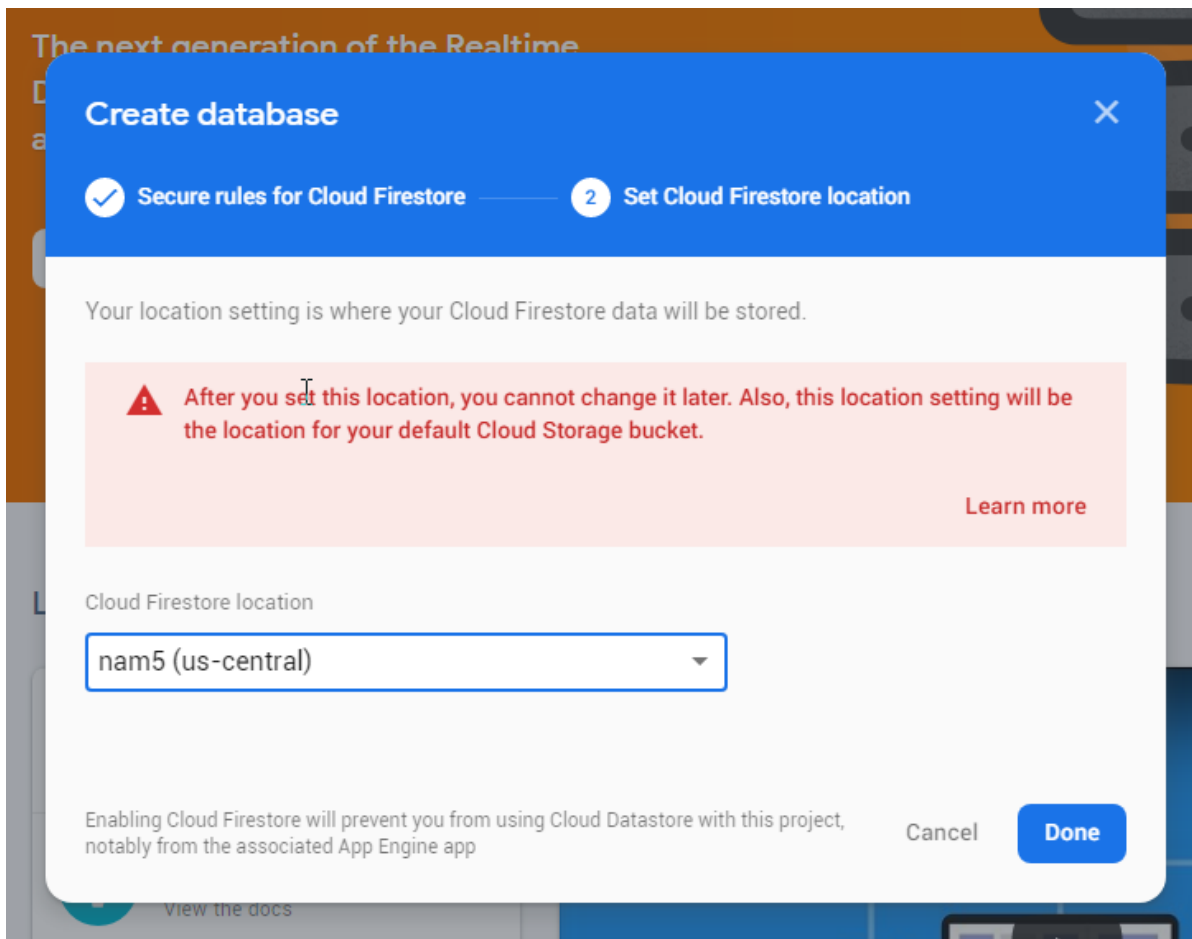 The next generation of the Realtime
Create database
Secure rules for Cloud Firestore
2
Set Cloud Firestore location
Your location setting is where your Cloud Firestore data will be stored.
After you set this location, you cannot change it later. Also, this location setting will be
the location for your default Cloud Storage bucket.
Learn more
Cloud Firestore location
nam5 (us-central)
Enabling Cloud Firestore will prevent you from using Cloud Datastore with this project,
notably from the associated App Engine app
Cancel
Done
View the docs